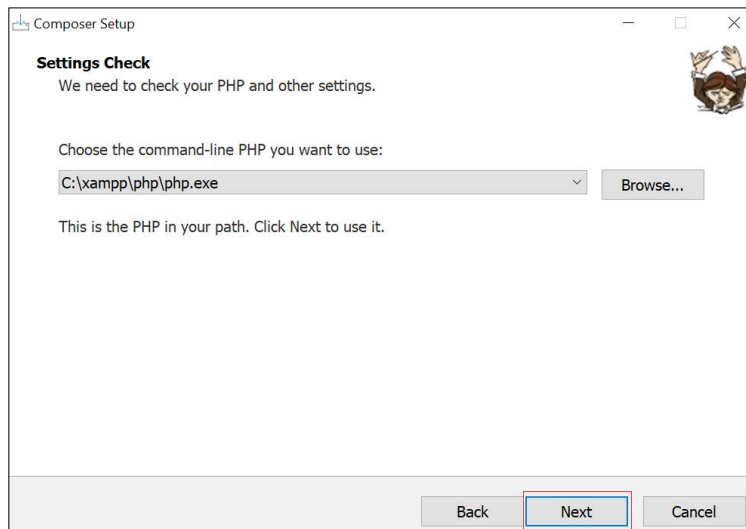 Composer Setup
Settings Check
We need to check your PHP and other settings.
Choose the command-line PHP you want to use:
C:\xampp\php\php.exe
Browse...
This is the PHP in your path. Click Next to use it.
Back
Next
Cancel